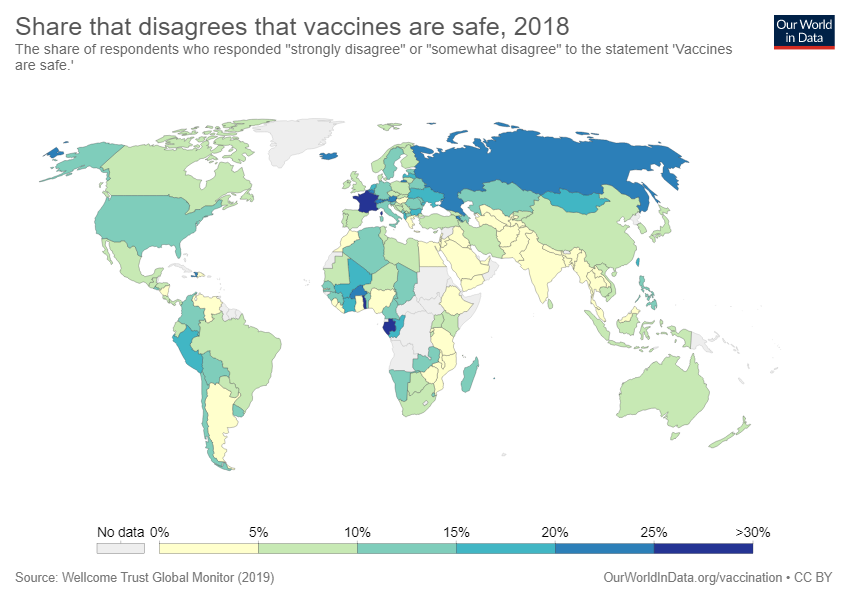 Share that disagrees that vaccines are safe, 2018
Our World
in Data
The share of respondents who responded "strongly disagree" or "somewhat disagree" to the statement 'Vaccines
are safe.'
No data 0% 5% 10% 15% 20% 25% >30%
Source: Wellcome Trust Global Monitor (2019)
OurWorldInData.org/vaccination • CC BY